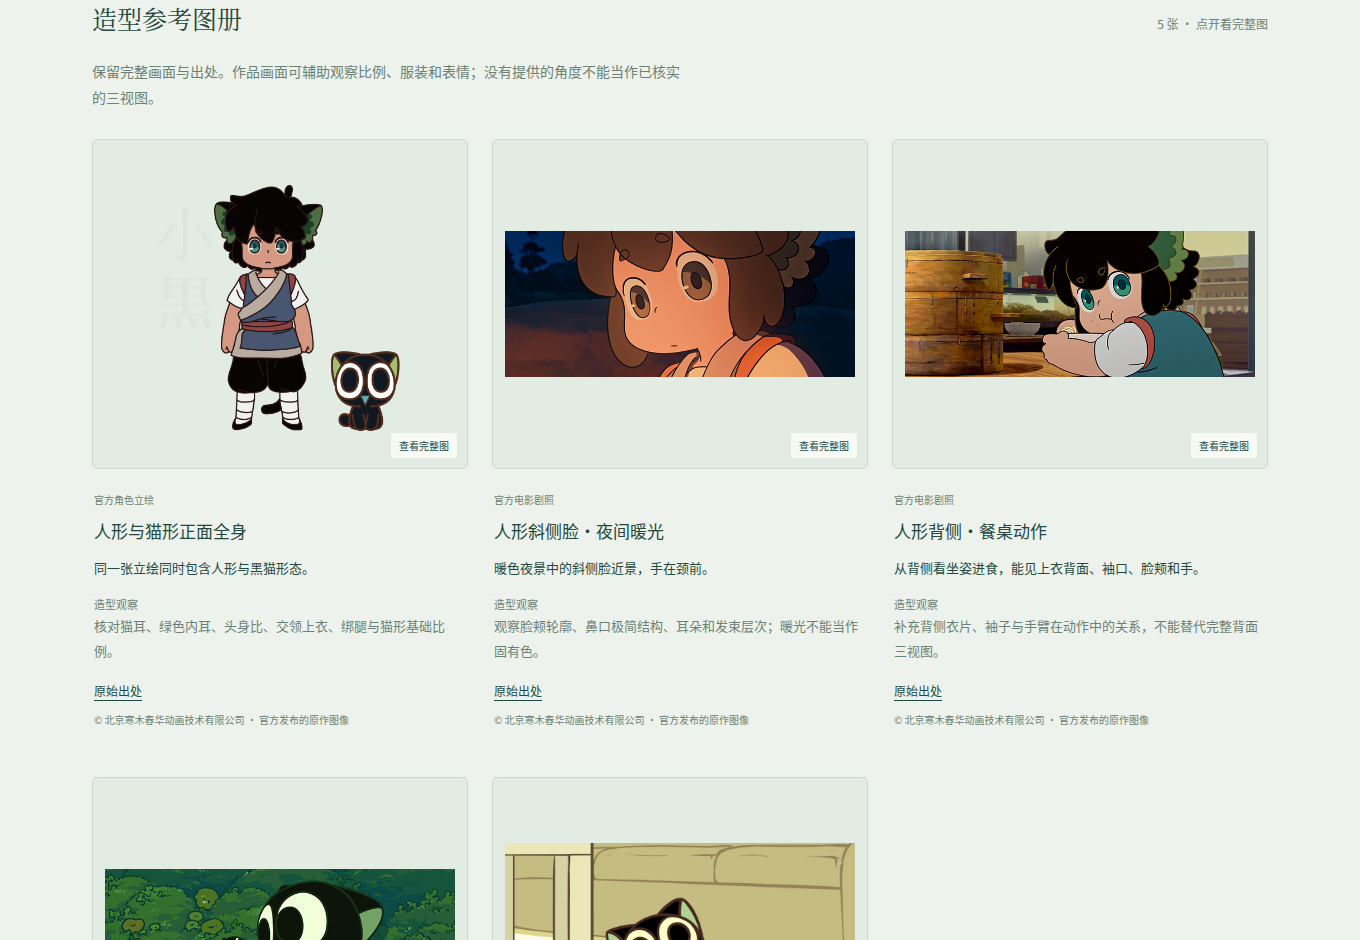 造型参考图册
5 张 · 点开看完整图
保留完整画面与出处。作品画面可辅助观察比例、服装和表情；没有提供的角度不能当作已核实
的三视图。
小
黑
查看完整图
查看完整图
查看完整图
官方角色立绘
人形与猫形正面全身
同一张立绘同时包含人形与黑猫形态。
造型观察
核对猫耳、绿色内耳、头身比、交领上衣、绑腿与猫形基础比
例。
原始出处
© 北京寒木春华动画技术有限公司 · 官方发布的原作图像
官方电影剧照
人形斜侧脸 · 夜间暖光
暖色夜景中的斜侧脸近景，手在颈前。
造型观察
观察脸颊轮廓、鼻口极简结构、耳朵和发束层次；暖光不能当作
固有色。
原始出处
© 北京寒木春华动画技术有限公司 · 官方发布的原作图像
官方电影剧照
人形背侧 · 餐桌动作
从背侧看坐姿进食，能见上衣背面、袖口、脸颊和手。
造型观察
补充背侧衣片、袖子与手臂在动作中的关系，不能替代完整背面
三视图。
原始出处
© 北京寒木春华动画技术有限公司 · 官方发布的原作图像